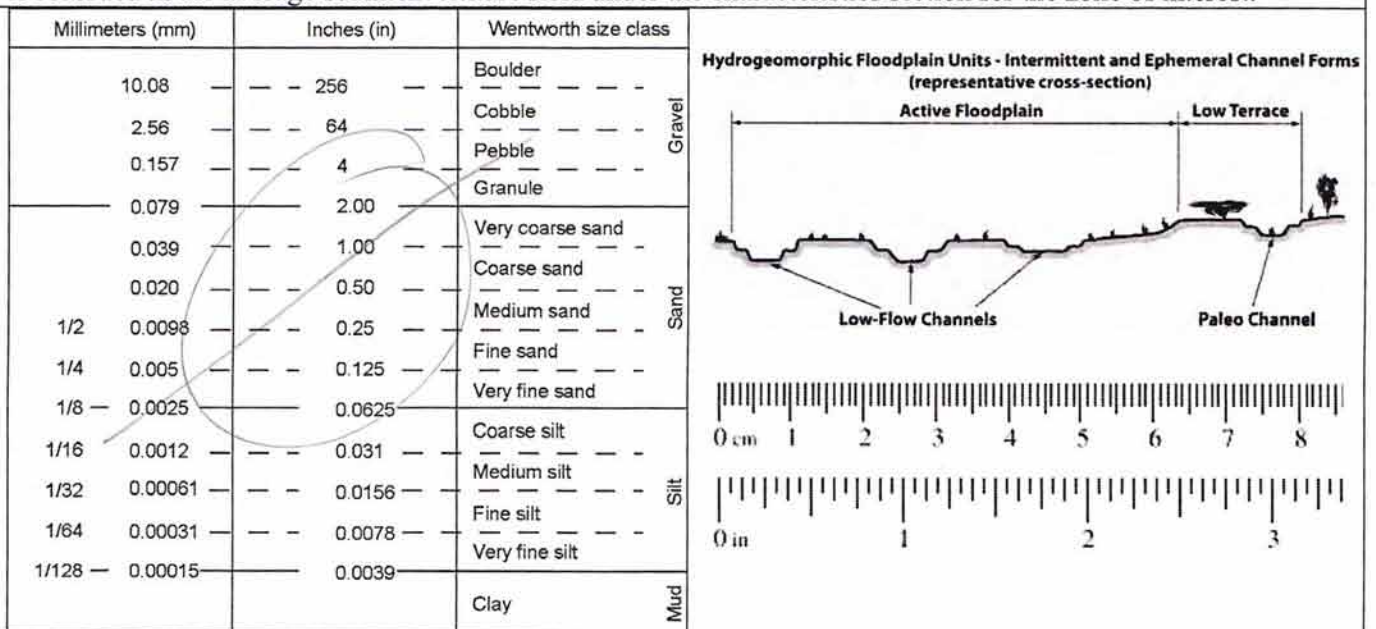 Millimeters (mm) Inches (in) Wentworth size class
Boulder
10.08 256
Cobble
2.56 64
Pebble
0.157 4
Granule
0.079 2.00
Very coarse sand
0.039 1.00
Coarse sand
0.020 0.50
Medium sand
1/2 0.0098 0.25
Fine sand
1/4 0.005 0.125
Very fine sand
1/8 0.0025 0.0625
Coarse silt
1/16 0.0012 0.031
Medium silt
1/32 0.00061 0.0156
Fine silt
1/64 0.00031 0.0078
Very fine silt
1/128 0.00015 0.0039
Clay
Gravel
Sand
Silt
Mud
Hydrogeomorphic Floodplain Units - Intermittent and Ephemeral Channel Forms
(representative cross-section)
Active Floodplain Low Terrace
Low-Flow Channels Paleo Channel
0 cm 1 2 3 4 5 6 7 8
0 in 1 2 3